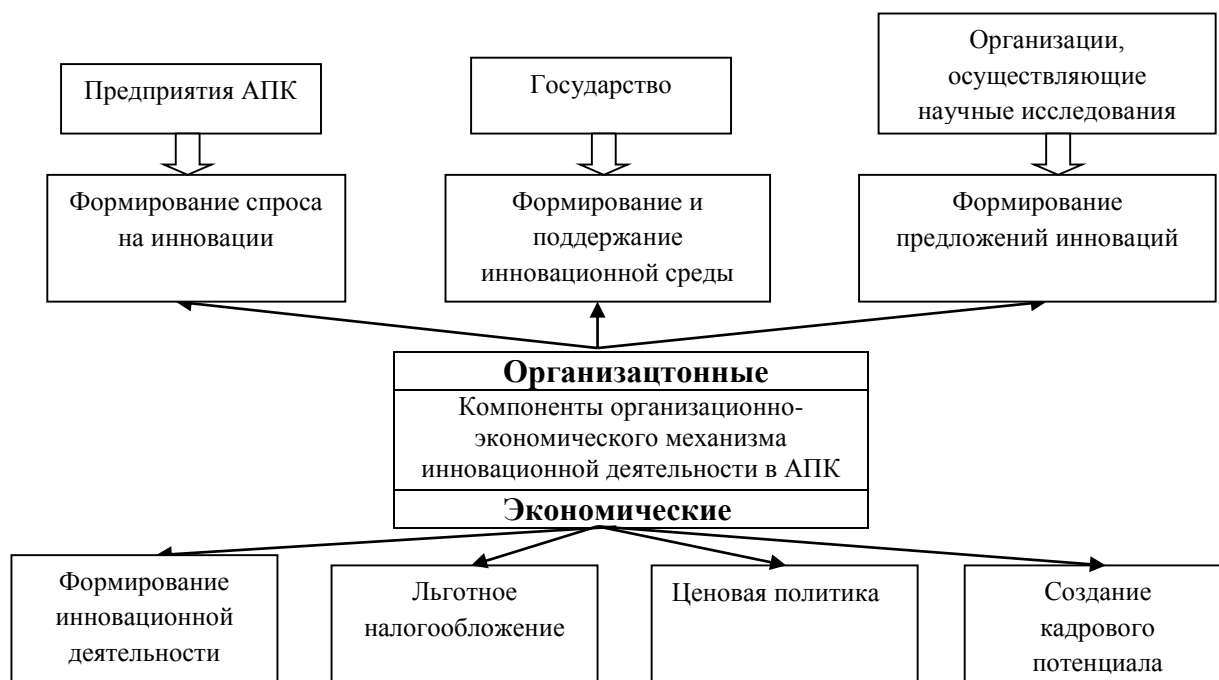 Предприятия АПК
Государство
Организации,
осуществляющие
научные исследования
Формирование спроса
на инновации
Формирование и
поддержание
инновационной среды
Формирование
предложений инноваций
Организацтонные
Компоненты организационно-
экономического механизма
инновационной деятельности в АПК
Экономические
Формирование
инновационной
деятельности
Льготное
налогообложение
Ценовая политика
Создание
кадрового
потенциала